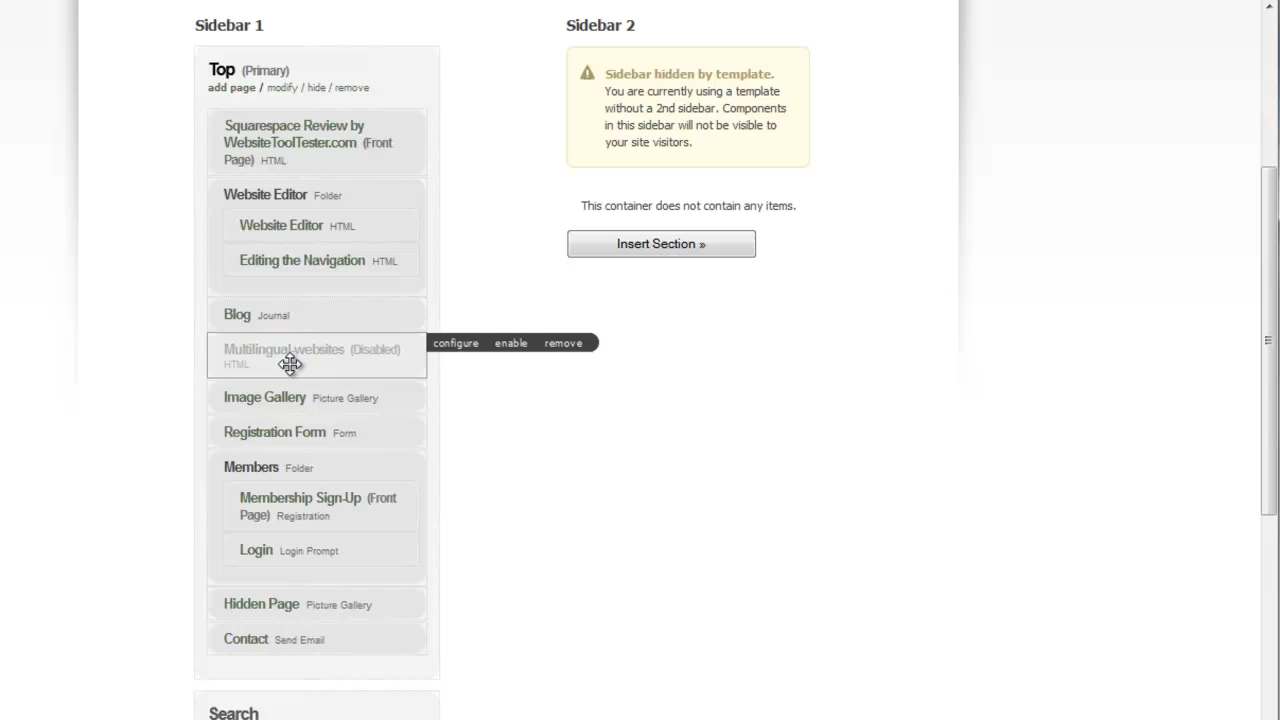 Sidebar 1
Top (Primary)
add page / modify / hide / remove
Squarespace Review by
WebsiteToolTester.com (Front
Page) HTML
Website Editor Folder
Website Editor HTML
Editing the Navigation HTML
Blog Journal
Multilingual websites (Disabled)
HTML
configure enable remove
Image Gallery Picture Gallery
Registration Form Form
Members Folder
Membership Sign-Up (Front
Page) Registration
Login Login Prompt
Hidden Page Picture Gallery
Contact Send Email
Search
Sidebar 2
Sidebar hidden by template.
You are currently using a template
without a 2nd sidebar. Components
in this sidebar will not be visible to
your site visitors.
This container does not contain any items.
Insert Section »